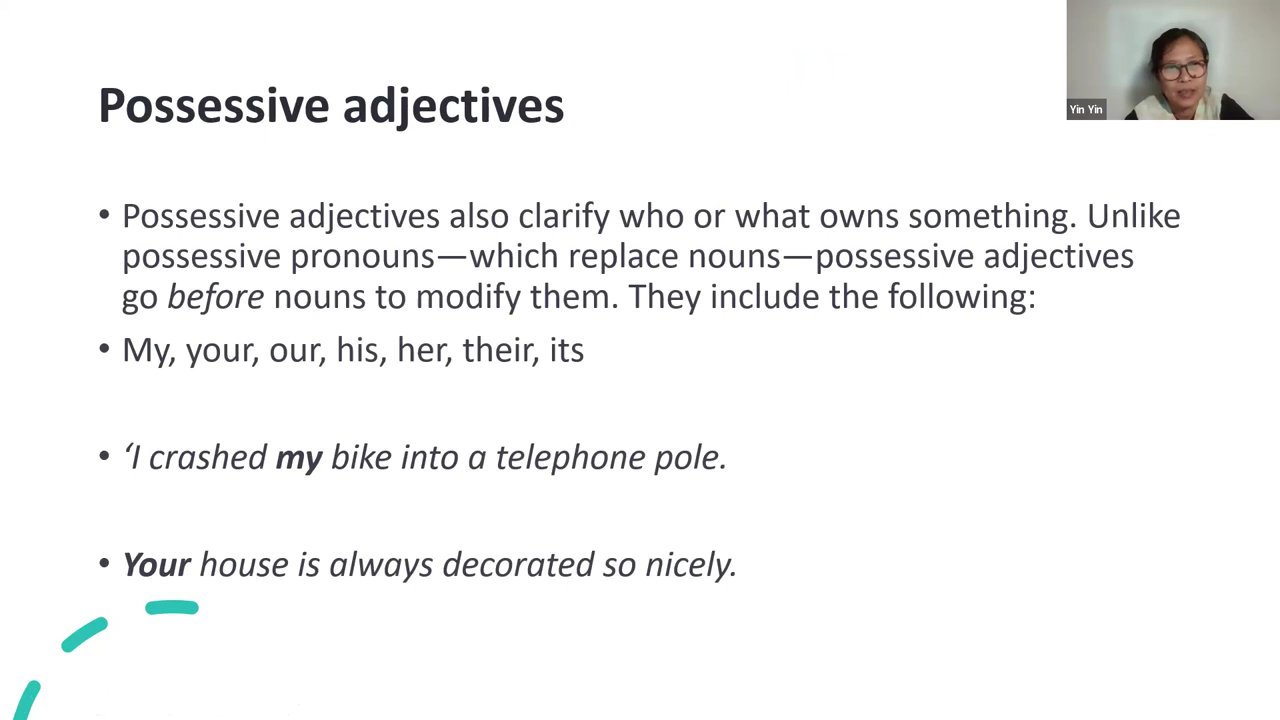 Possessive adjectives
Yin Yin
• Possessive adjectives also clarify who or what owns something. Unlike
possessive pronouns—which replace nouns—possessive adjectives
go before nouns to modify them. They include the following:
• My, your, our, his, her, their, its
• ‘I crashed my bike into a telephone pole.
• Your house is always decorated so nicely.